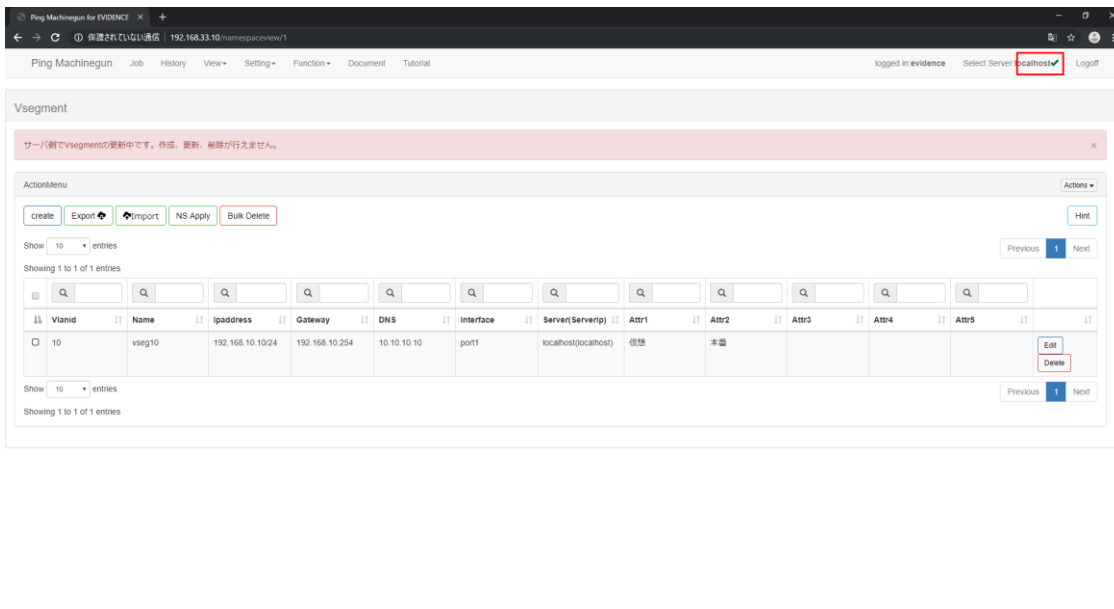 Ping Machinegun for EVIDENCE
保護されていない通信 | 192.168.33.10/namespaceview/1
Ping Machinegun Job History View Setting Function Document Tutorial logged in:evidence Select Server:localhost Logoff
Vsegment
サーバ側でVsegmentの更新中です。作成、更新、削除が行えません。
ActionMenu Actions
create Export Import NS Apply Bulk Delete Hint
Show 10 entries Previous 1 Next
Showing 1 to 1 of 1 entries
Vlanid Name Ipaddress Gateway DNS Interface Server(Serverip) Attr1 Attr2 Attr3 Attr4 Attr5
10 vseg10 192.168.10.10/24 192.168.10.254 10.10.10.10 port1 localhost(localhost) 仮想 本番 Edit
Delete
Show 10 entries Previous 1 Next
Showing 1 to 1 of 1 entries